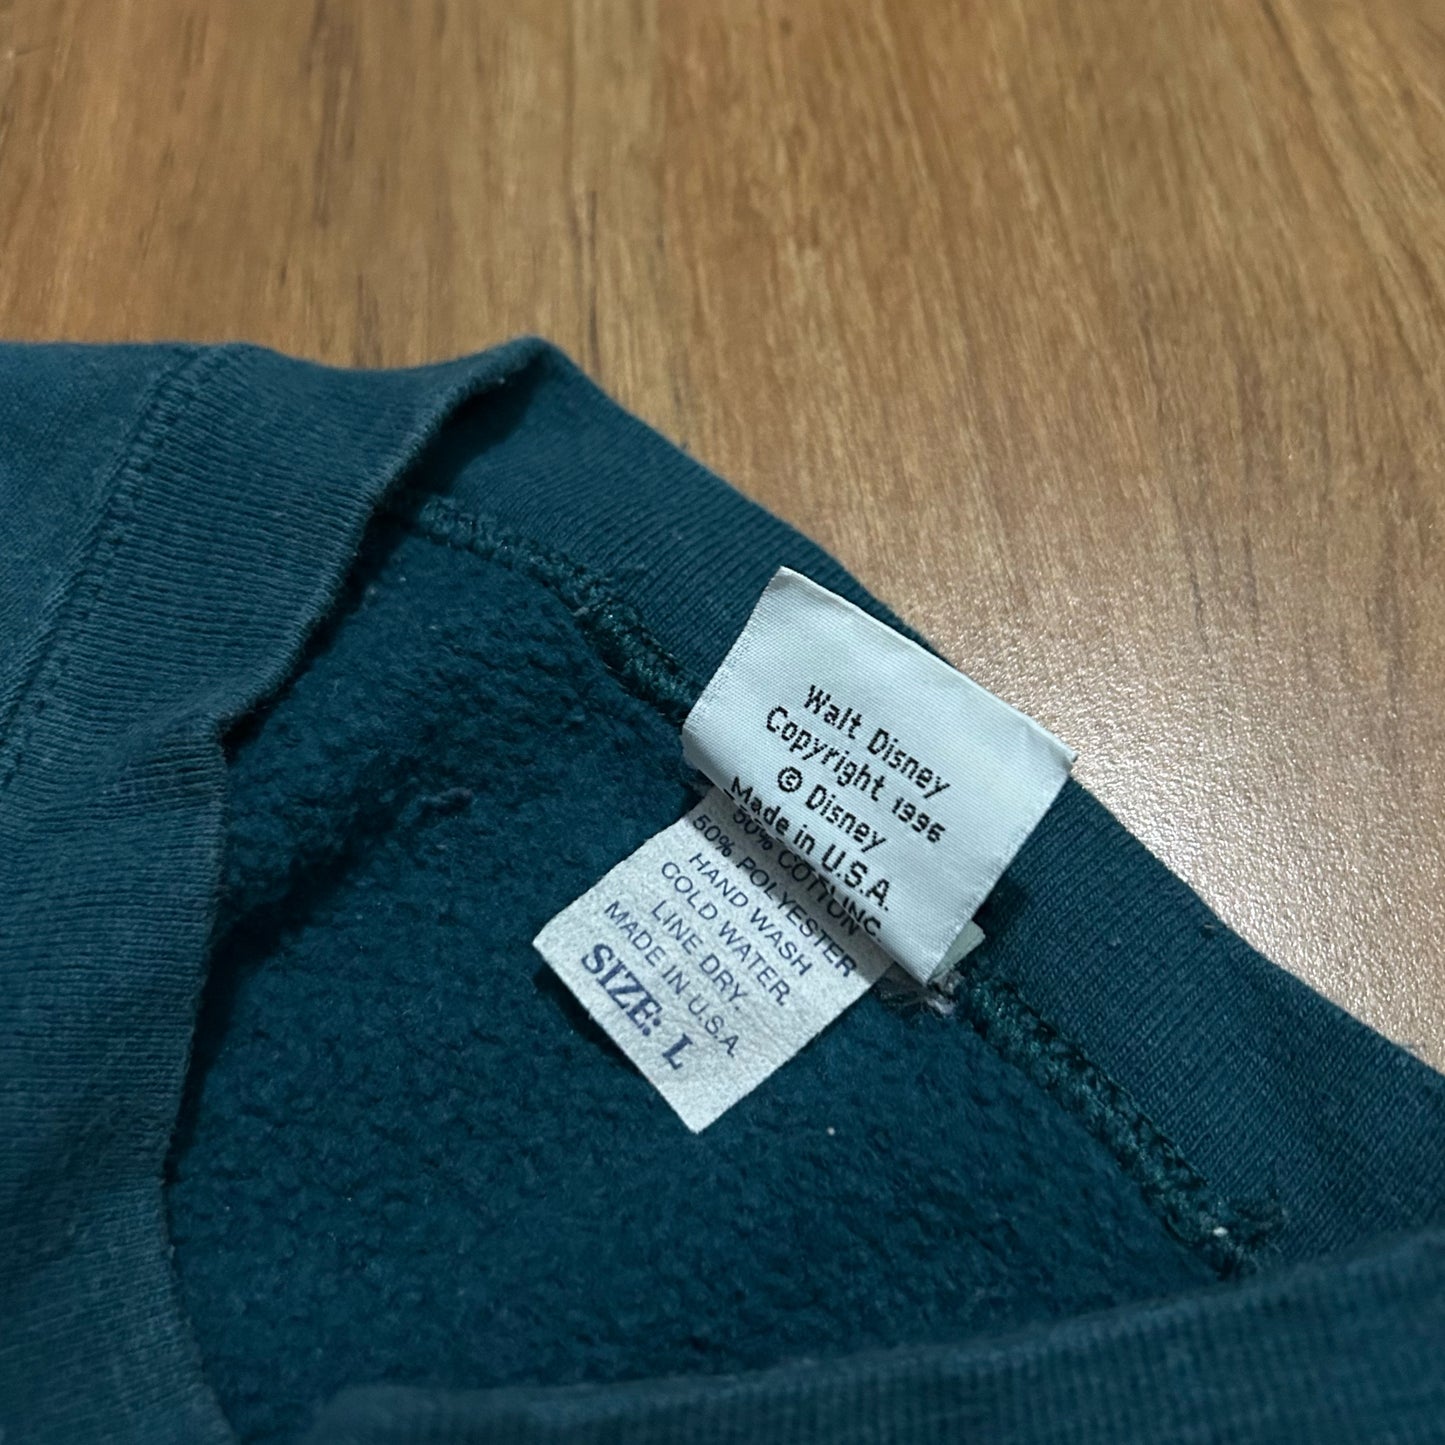 Walt Disney
Copyright 1996
© Disney
Made in U.S.A.
INC.
50% COTTON
50% POLYESTER
HAND WASH
COLD WATER.
LINE DRY.
MADE IN U.S.A.
SIZE: L